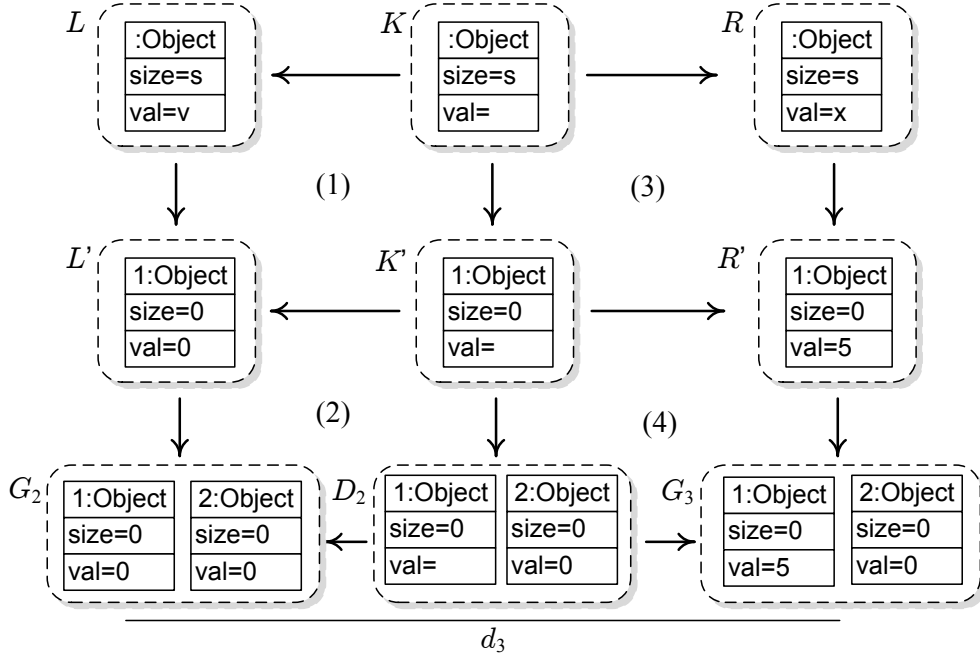 L
:Object
size=s
val=v
K
:Object
size=s
val=
R
:Object
size=s
val=x
(1)
(3)
L'
1:Object
size=0
val=0
K'
1:Object
size=0
val=
R'
1:Object
size=0
val=5
(2)
(4)
G₂
1:Object
size=0
val=0
2:Object
size=0
val=0
D₂
1:Object
size=0
val=
2:Object
size=0
val=0
G₃
1:Object
size=0
val=5
2:Object
size=0
val=0
d₃